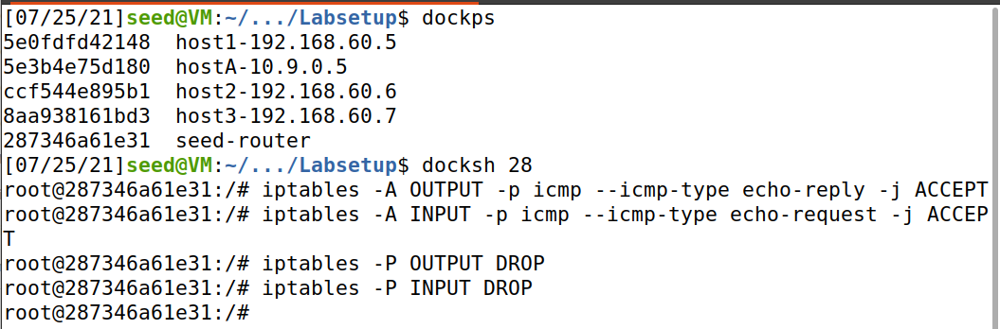 [07/25/21]seed@VM:~/.../Labsetup$ dockps
5e0fdfd42148  host1-192.168.60.5
5e3b4e75d180  hostA-10.9.0.5
ccf544e895b1  host2-192.168.60.6
8aa938161bd3  host3-192.168.60.7
287346a61e31  seed-router
[07/25/21]seed@VM:~/.../Labsetup$ docksh 28
root@287346a61e31:/# iptables -A OUTPUT -p icmp --icmp-type echo-reply -j ACCEPT
root@287346a61e31:/# iptables -A INPUT -p icmp --icmp-type echo-request -j ACCEP
T
root@287346a61e31:/# iptables -P OUTPUT DROP
root@287346a61e31:/# iptables -P INPUT DROP
root@287346a61e31:/#